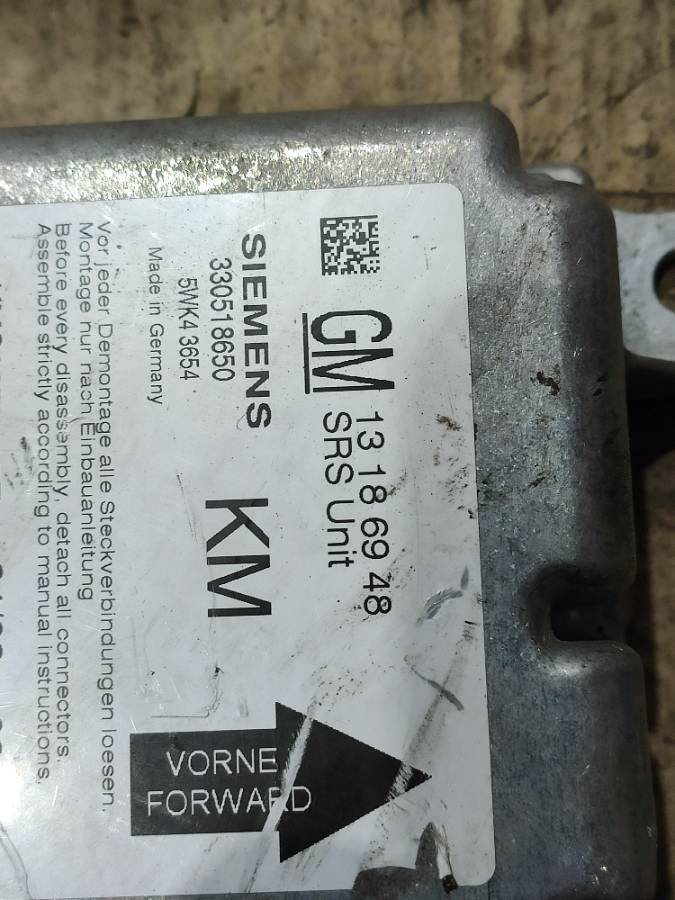 GM 13 18 69 48
SRS Unit
SIEMENS KM
330518650
5WK4 3654
Made in Germany
Vor jeder Demontage alle Steckverbindungen loesen.
Montage nur nach Einbauanleitung
Before every disassembly, detach all connectors.
Assemble strictly according to manual instructions.
VORNE
FORWARD